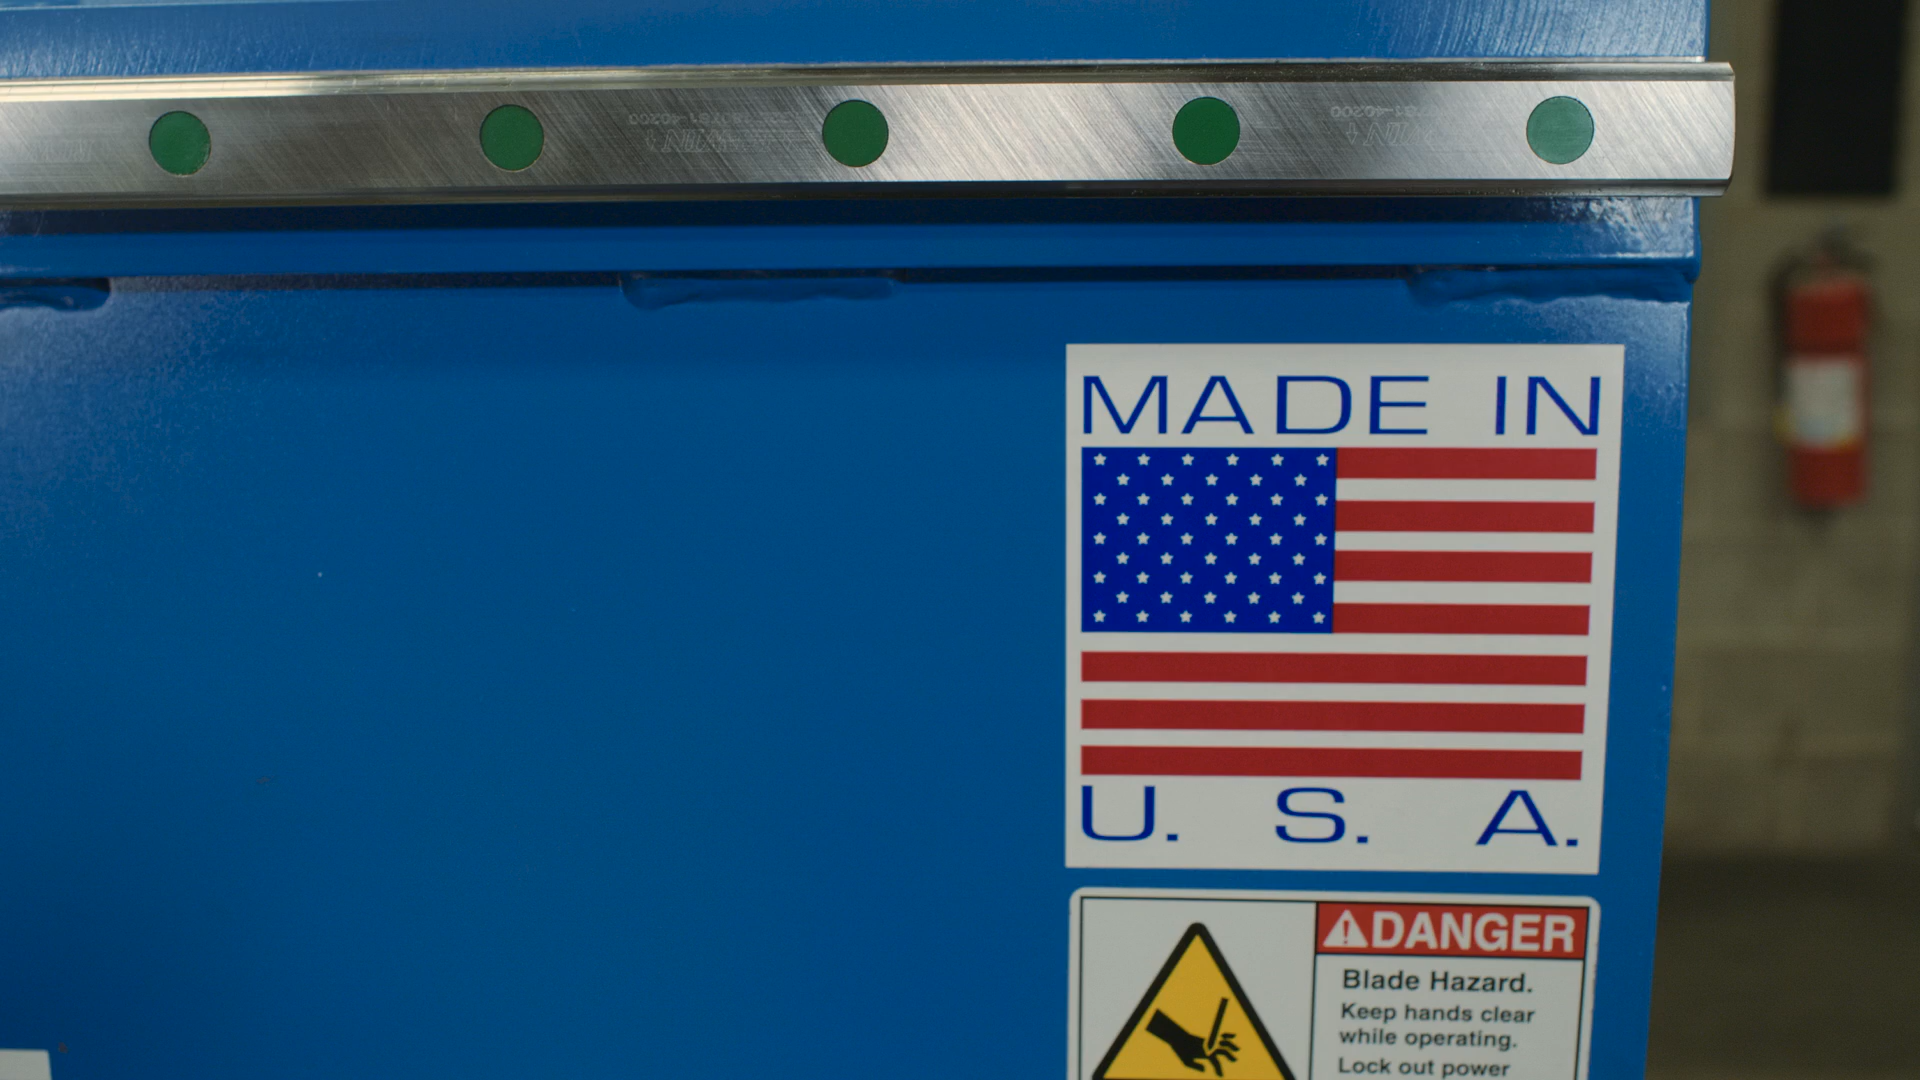 MADE IN
U. S. A.
DANGER
Blade Hazard.
Keep hands clear
while operating.
Lock out power